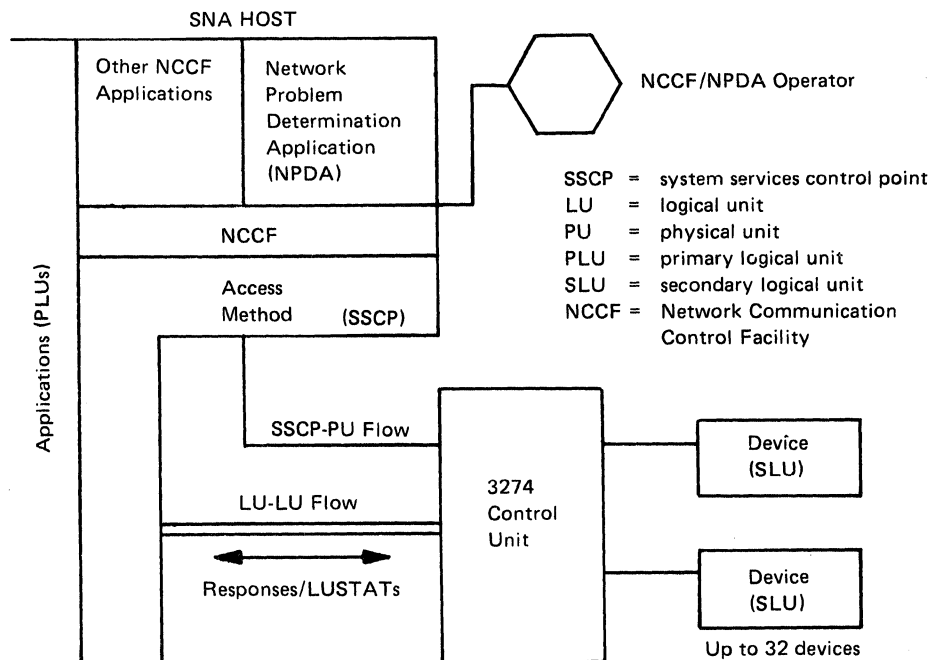 SNA HOST
Other NCCF
Applications
Network
Problem
Determination
Application
(NPDA)
NCCF/NPDA Operator
SSCP = system services control point
LU = logical unit
PU = physical unit
PLU = primary logical unit
SLU = secondary logical unit
NCCF = Network Communication
Control Facility
NCCF
Access
Method (SSCP)
Applications (PLUs)
SSCP-PU Flow
LU-LU Flow
Responses/LUSTATs
3274
Control
Unit
Device
(SLU)
Device
(SLU)
Up to 32 devices